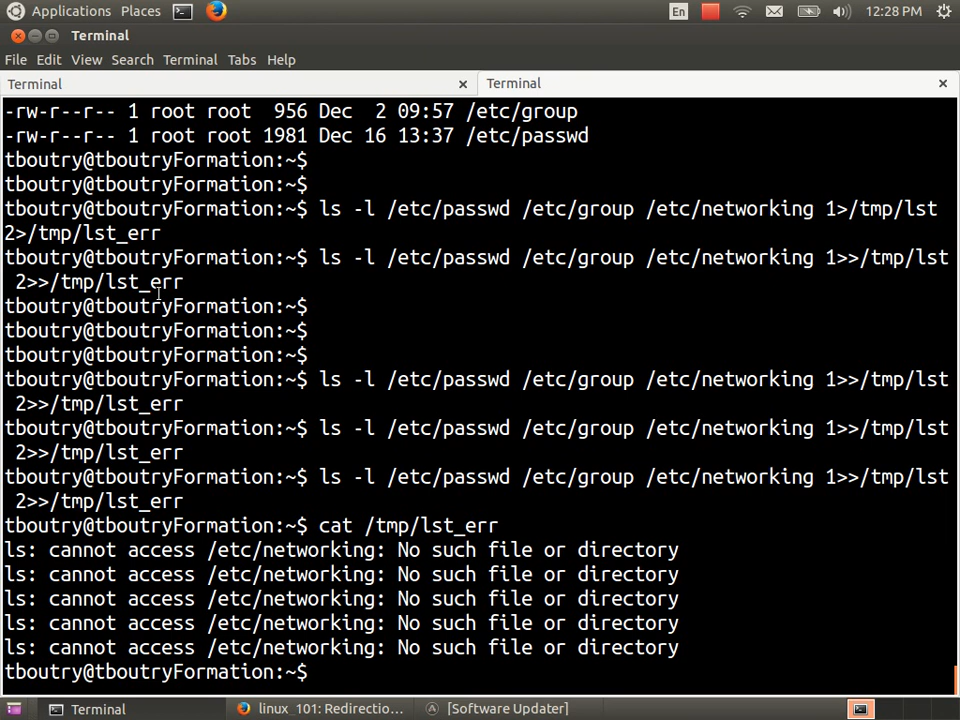 Applications Places En 12:28 PM
Terminal
File Edit View Search Terminal Tabs Help
Terminal × Terminal ×
-rw-r--r-- 1 root root  956 Dec  2 09:57 /etc/group
-rw-r--r-- 1 root root 1981 Dec 16 13:37 /etc/passwd
tboutry@tboutryFormation:~$
tboutry@tboutryFormation:~$
tboutry@tboutryFormation:~$ ls -l /etc/passwd /etc/group /etc/networking 1>/tmp/lst
2>/tmp/lst_err
tboutry@tboutryFormation:~$ ls -l /etc/passwd /etc/group /etc/networking 1>>/tmp/lst
 2>>/tmp/lst_err
tboutry@tboutryFormation:~$
tboutry@tboutryFormation:~$
tboutry@tboutryFormation:~$
tboutry@tboutryFormation:~$ ls -l /etc/passwd /etc/group /etc/networking 1>>/tmp/lst
 2>>/tmp/lst_err
tboutry@tboutryFormation:~$ ls -l /etc/passwd /etc/group /etc/networking 1>>/tmp/lst
 2>>/tmp/lst_err
tboutry@tboutryFormation:~$ ls -l /etc/passwd /etc/group /etc/networking 1>>/tmp/lst
 2>>/tmp/lst_err
tboutry@tboutryFormation:~$ cat /tmp/lst_err
ls: cannot access /etc/networking: No such file or directory
ls: cannot access /etc/networking: No such file or directory
ls: cannot access /etc/networking: No such file or directory
ls: cannot access /etc/networking: No such file or directory
ls: cannot access /etc/networking: No such file or directory
tboutry@tboutryFormation:~$
Terminal linux_101: Redirectio... [Software Updater]